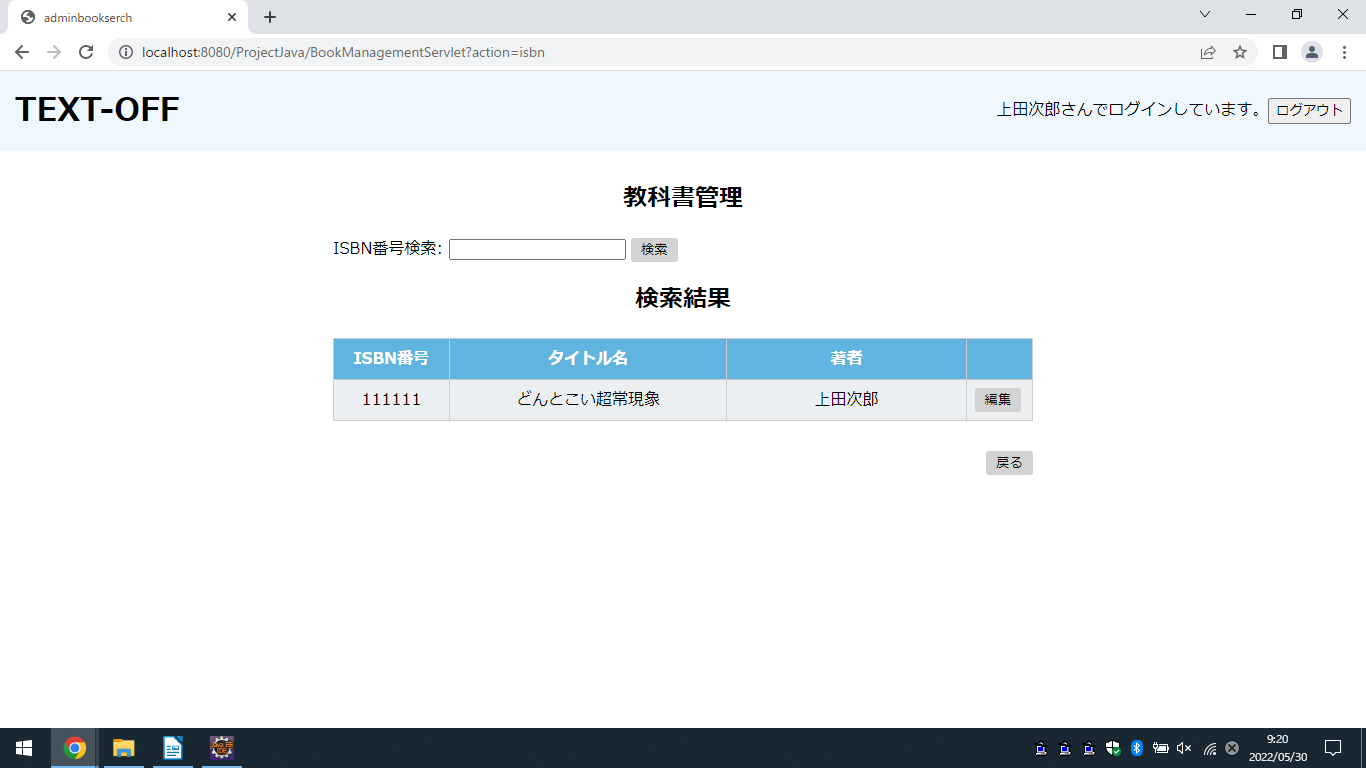 adminbookserch
localhost:8080/ProjectJava/BookManagementServlet?action=isbn
TEXT-OFF
上田次郎さんでログインしています。 ログアウト
教科書管理
ISBN番号検索: 検索
検索結果
ISBN番号 タイトル名 著者
111111 どんとこい超常現象 上田次郎 編集
戻る
9:20
2022/05/30